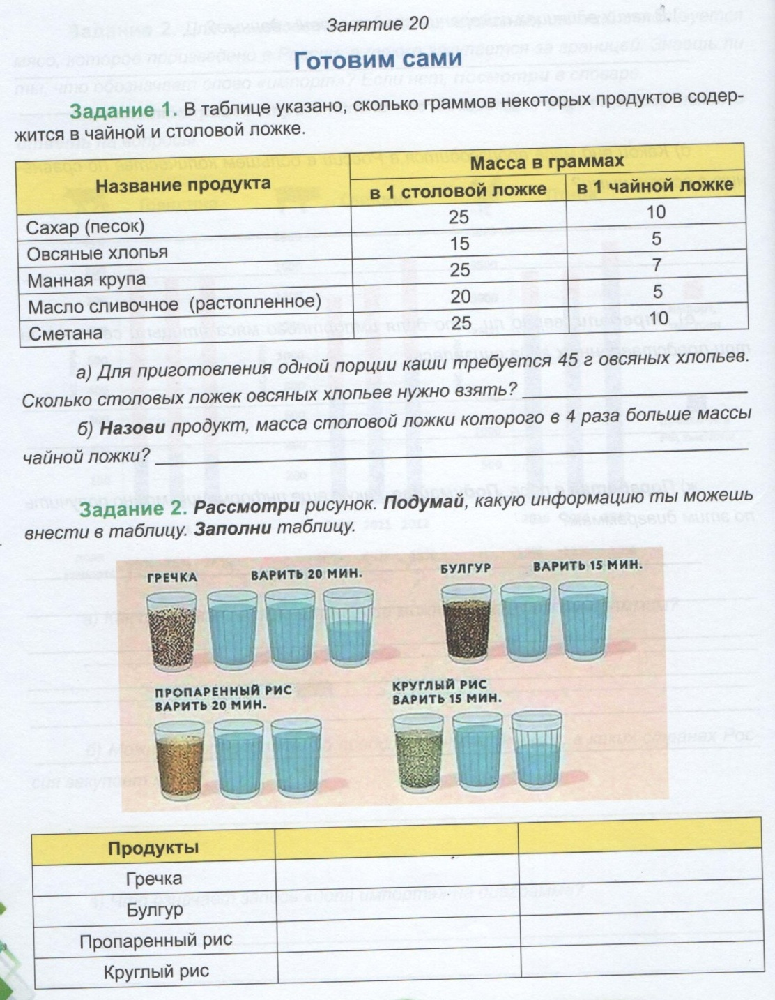 Занятие 20
Готовим сами
Задание 1. В таблице указано, сколько граммов некоторых продуктов содер-
жится в чайной и столовой ложке.
Название продукта
Масса в граммах
в 1 столовой ложке
в 1 чайной ложке
Сахар (песок) 25 10
Овсяные хлопья 15 5
Манная крупа 25 7
Масло сливочное (растопленное) 20 5
Сметана 25 10
а) Для приготовления одной порции каши требуется 45 г овсяных хлопьев.
Сколько столовых ложек овсяных хлопьев нужно взять?
б) Назови продукт, масса столовой ложки которого в 4 раза больше массы
чайной ложки?
Задание 2. Рассмотри рисунок. Подумай, какую информацию ты можешь
внести в таблицу. Заполни таблицу.
ГРЕЧКА ВАРИТЬ 20 МИН.
БУЛГУР ВАРИТЬ 15 МИН.
ПРОПАРЕННЫЙ РИС
ВАРИТЬ 20 МИН.
КРУГЛЫЙ РИС
ВАРИТЬ 15 МИН.
Продукты
Гречка
Булгур
Пропаренный рис
Круглый рис